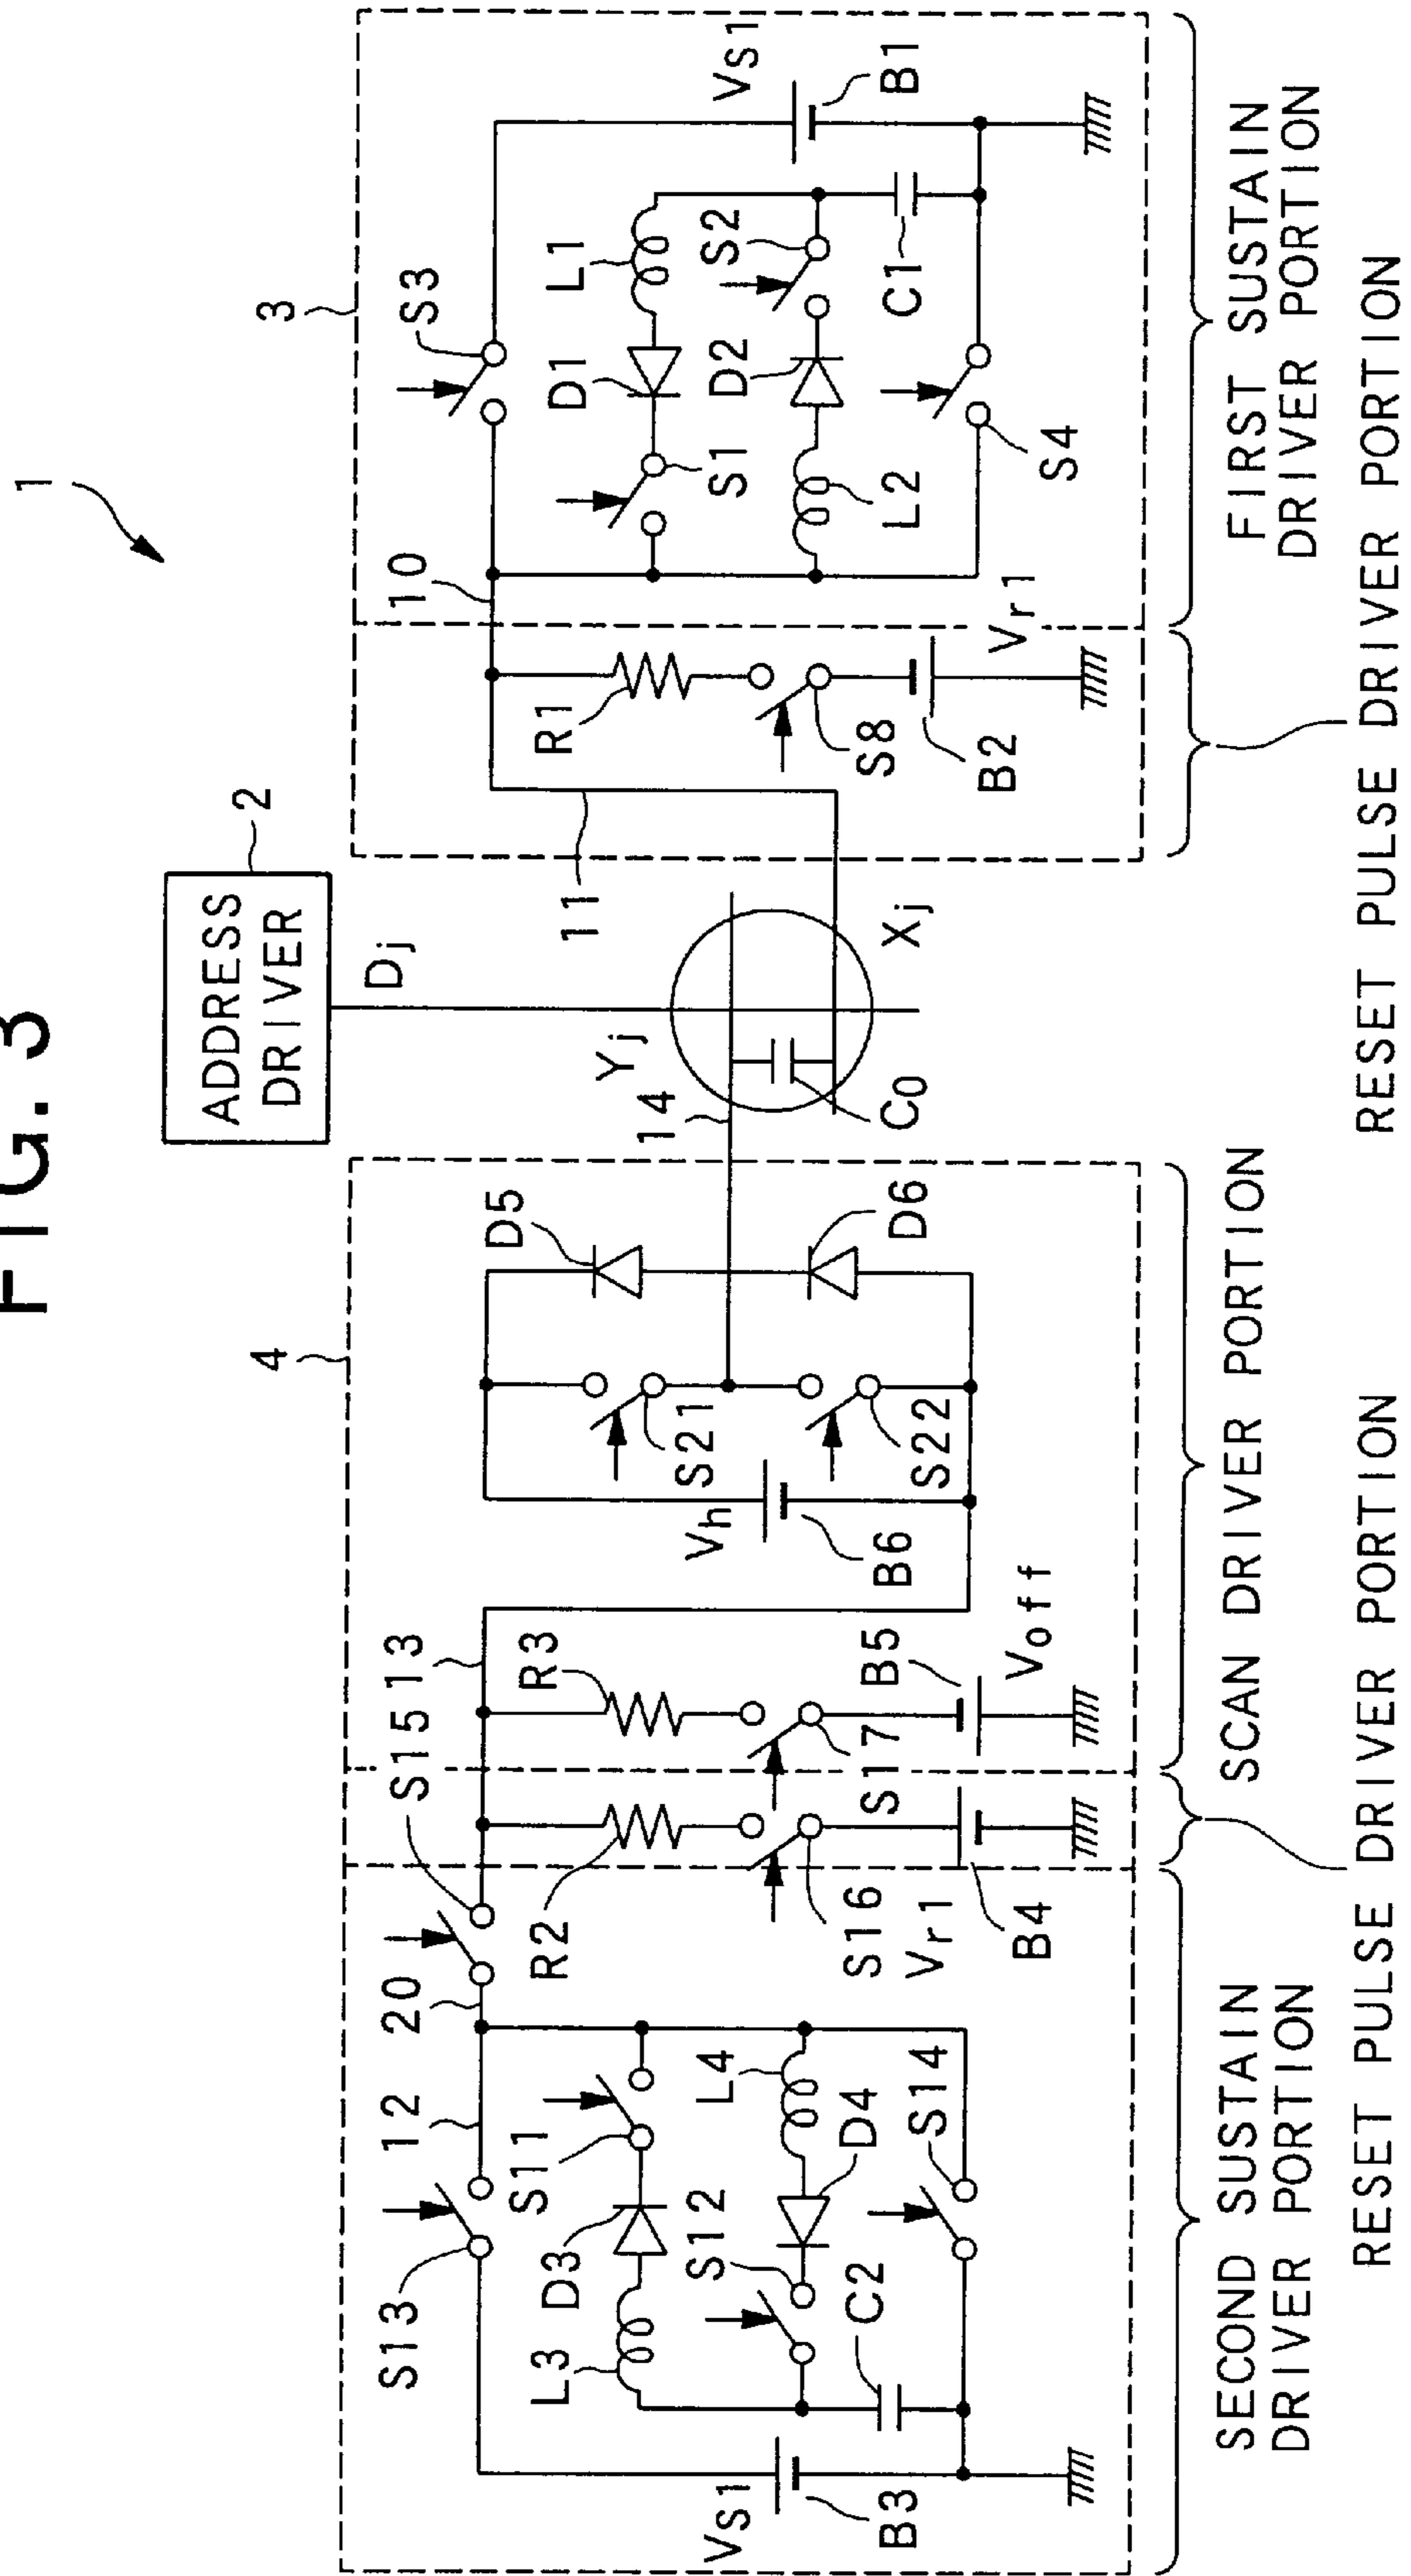 FIG. 3
1
ADDRESS
DRIVER
2
Dj
4
3
S13
12
20
S15
13
D5
11
10
S3
R2
R3
Yj
R1
S11
D3
L3
L4
S12
D4
S14
C2
Vs1
B3
S16
Vr1
B4
S17
B5
Voff
Vh
B6
S21
S22
D6
14
C0
Xj
S8
B2
Vr1
S1
D1
L1
D2
S2
L2
C1
S4
Vs1
B1
SECOND SUSTAIN
DRIVER PORTION
SCAN DRIVER PORTION
FIRST SUSTAIN
DRIVER PORTION
RESET PULSE DRIVER PORTION
RESET PULSE DRIVER PORTION